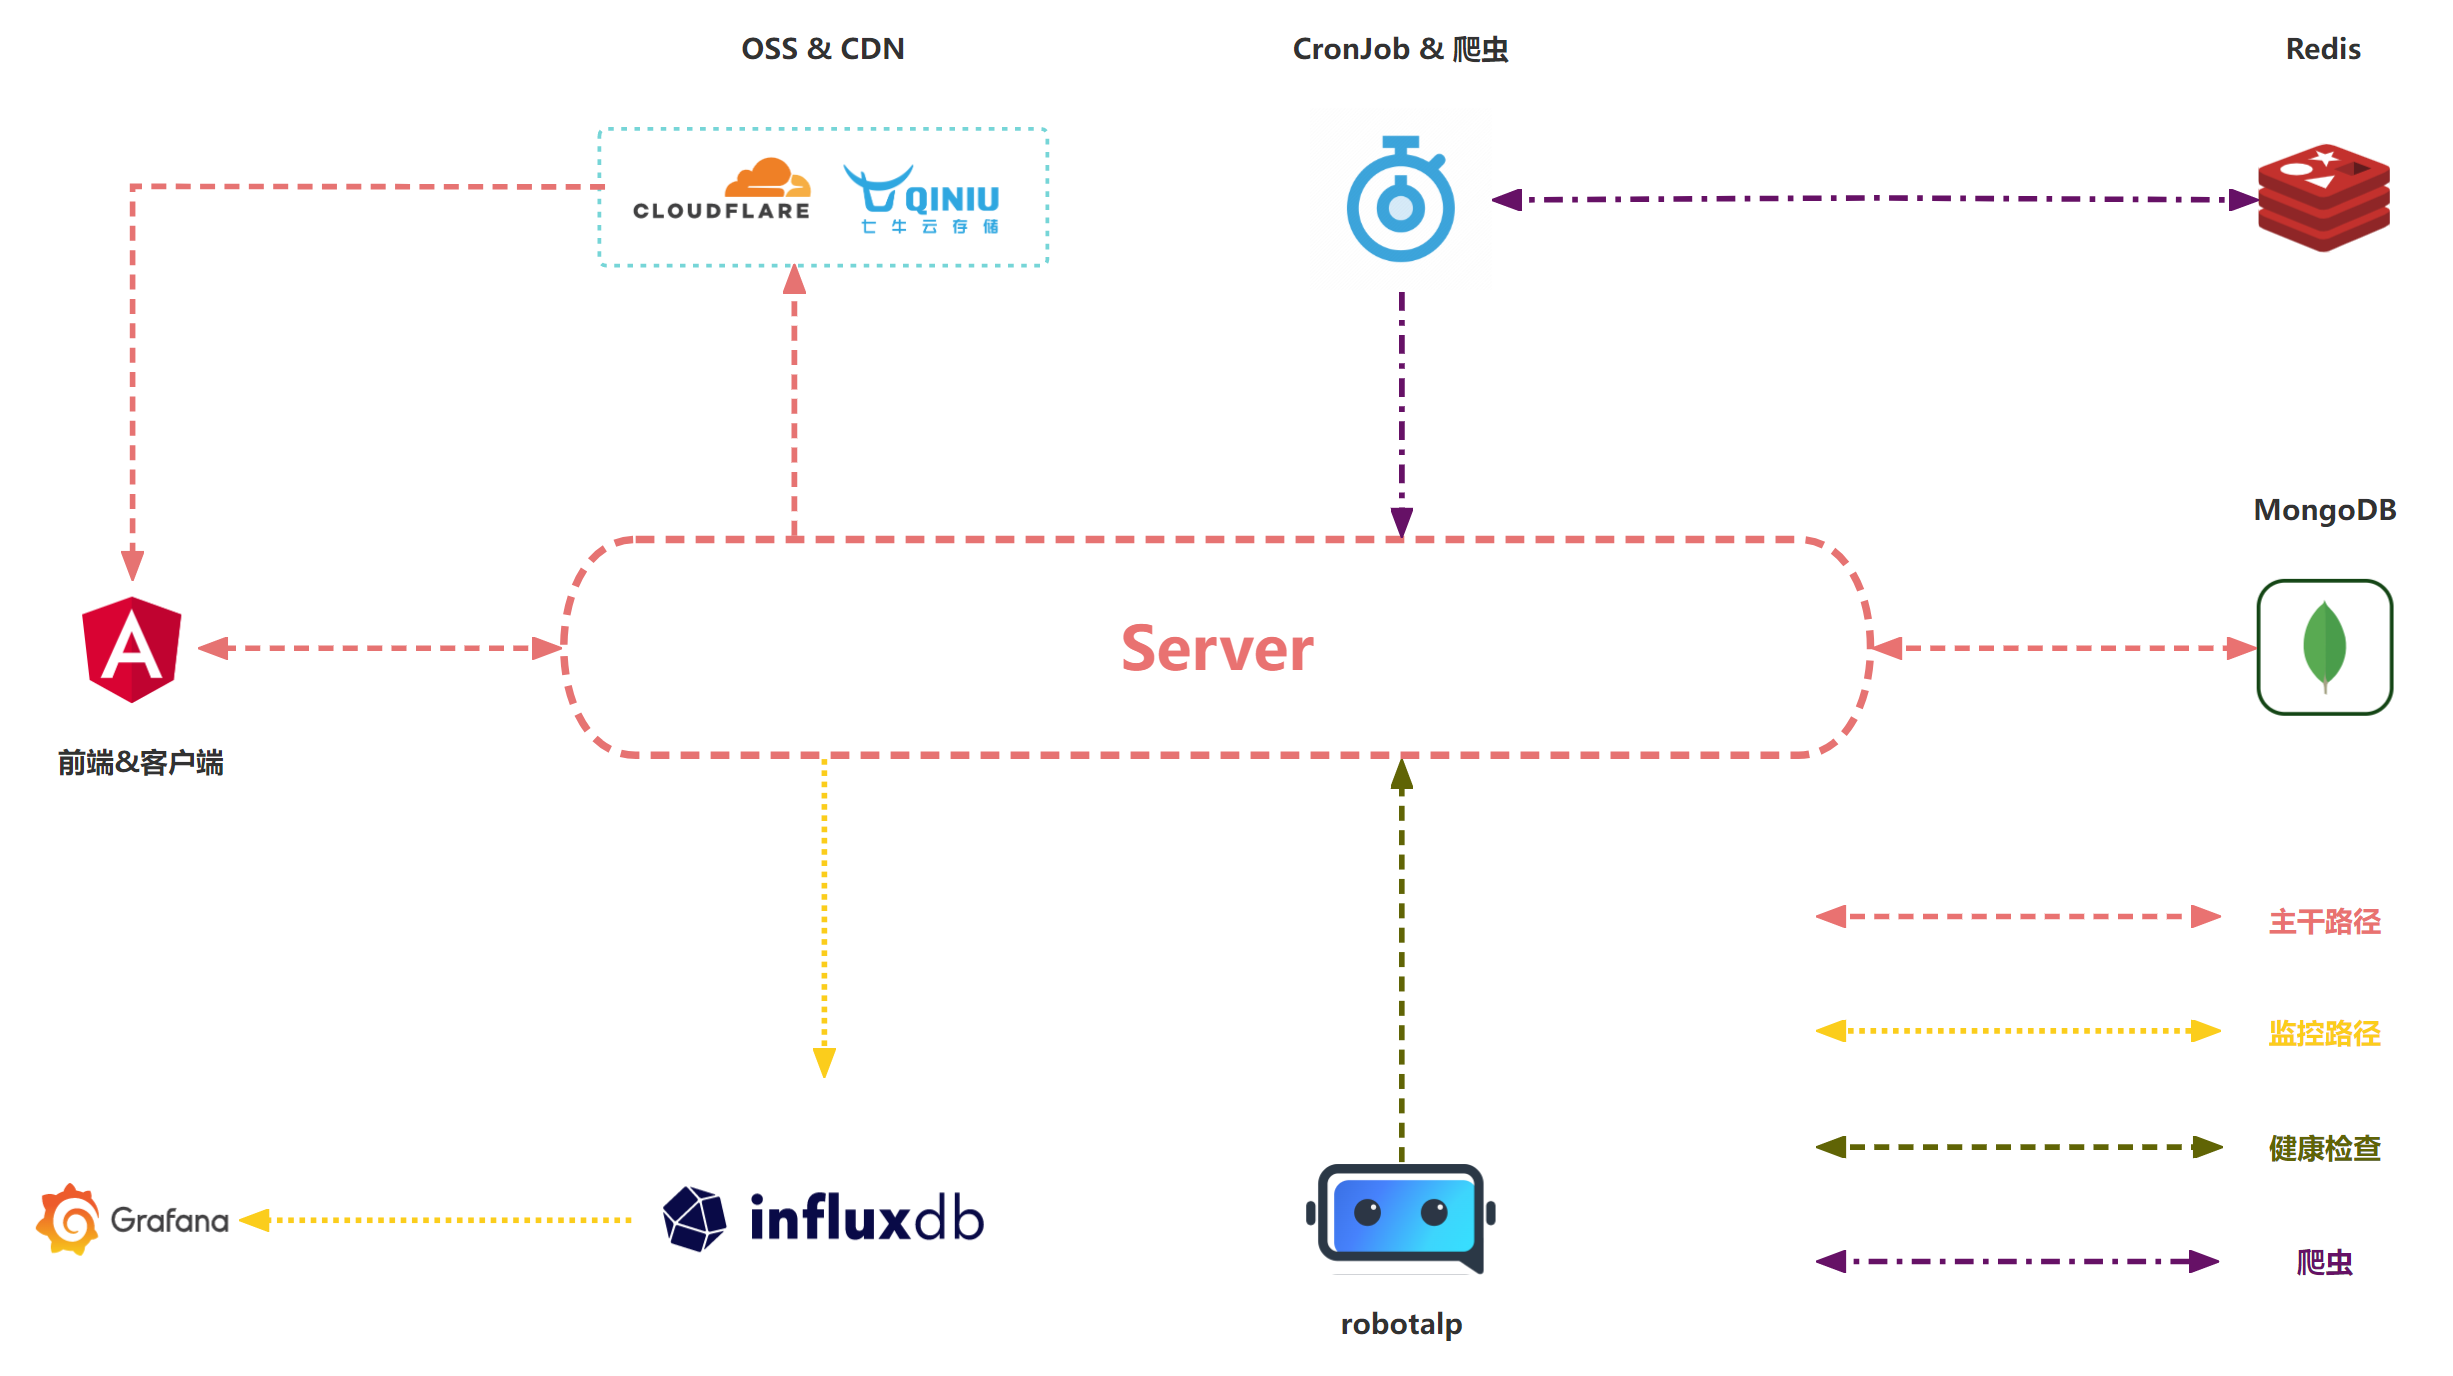 OSS & CDN
CronJob & 爬虫
Redis
CLOUDFLARE
QINIU
七牛云存储
MongoDB
Server
前端&客户端
主干路径
监控路径
健康检查
爬虫
Grafana
influxdb
robotalp